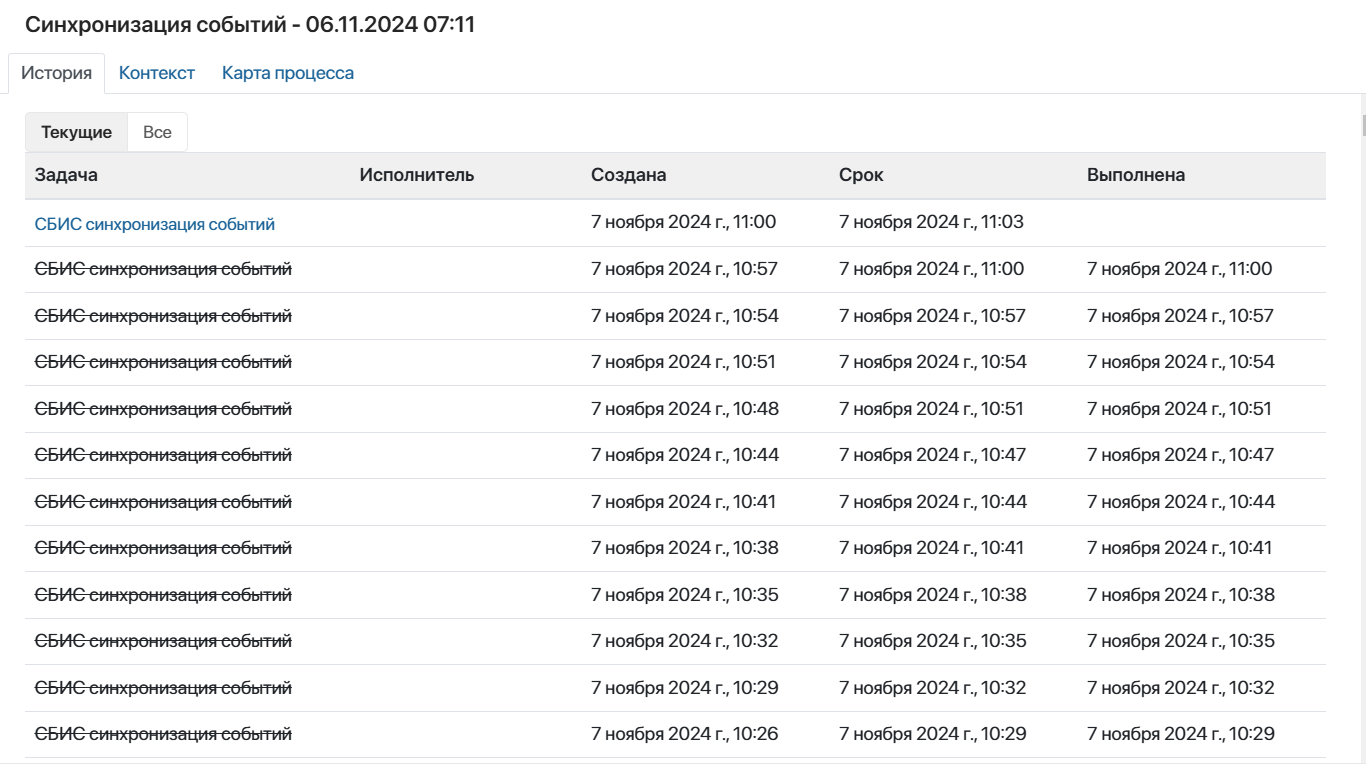 Синхронизация событий - 06.11.2024 07:11
История Контекст Карта процесса
Текущие Все
Задача Исполнитель Создана Срок Выполнена
СБИС синхронизация событий 7 ноября 2024 г., 11:00 7 ноября 2024 г., 11:03
СБИС синхронизация событий 7 ноября 2024 г., 10:57 7 ноября 2024 г., 11:00 7 ноября 2024 г., 11:00
СБИС синхронизация событий 7 ноября 2024 г., 10:54 7 ноября 2024 г., 10:57 7 ноября 2024 г., 10:57
СБИС синхронизация событий 7 ноября 2024 г., 10:51 7 ноября 2024 г., 10:54 7 ноября 2024 г., 10:54
СБИС синхронизация событий 7 ноября 2024 г., 10:48 7 ноября 2024 г., 10:51 7 ноября 2024 г., 10:51
СБИС синхронизация событий 7 ноября 2024 г., 10:44 7 ноября 2024 г., 10:47 7 ноября 2024 г., 10:47
СБИС синхронизация событий 7 ноября 2024 г., 10:41 7 ноября 2024 г., 10:44 7 ноября 2024 г., 10:44
СБИС синхронизация событий 7 ноября 2024 г., 10:38 7 ноября 2024 г., 10:41 7 ноября 2024 г., 10:41
СБИС синхронизация событий 7 ноября 2024 г., 10:35 7 ноября 2024 г., 10:38 7 ноября 2024 г., 10:38
СБИС синхронизация событий 7 ноября 2024 г., 10:32 7 ноября 2024 г., 10:35 7 ноября 2024 г., 10:35
СБИС синхронизация событий 7 ноября 2024 г., 10:29 7 ноября 2024 г., 10:32 7 ноября 2024 г., 10:32
СБИС синхронизация событий 7 ноября 2024 г., 10:26 7 ноября 2024 г., 10:29 7 ноября 2024 г., 10:29